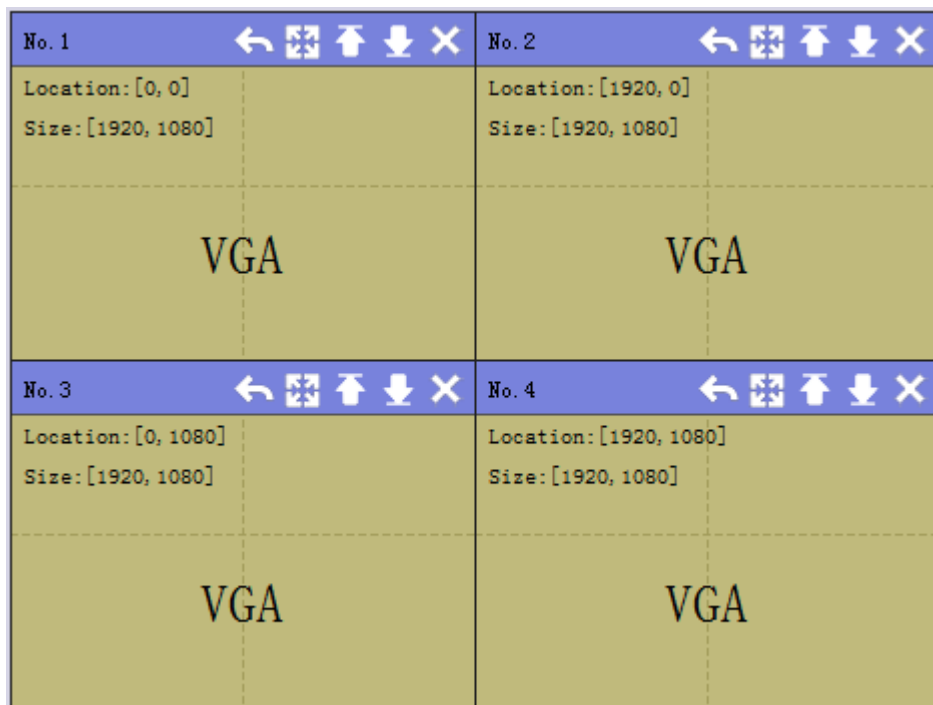 No. 1
Location:[0, 0]
Size:[1920, 1080]
VGA
No. 2
Location:[1920, 0]
Size:[1920, 1080]
VGA
No. 3
Location:[0, 1080]
Size:[1920, 1080]
VGA
No. 4
Location:[1920, 1080]
Size:[1920, 1080]
VGA